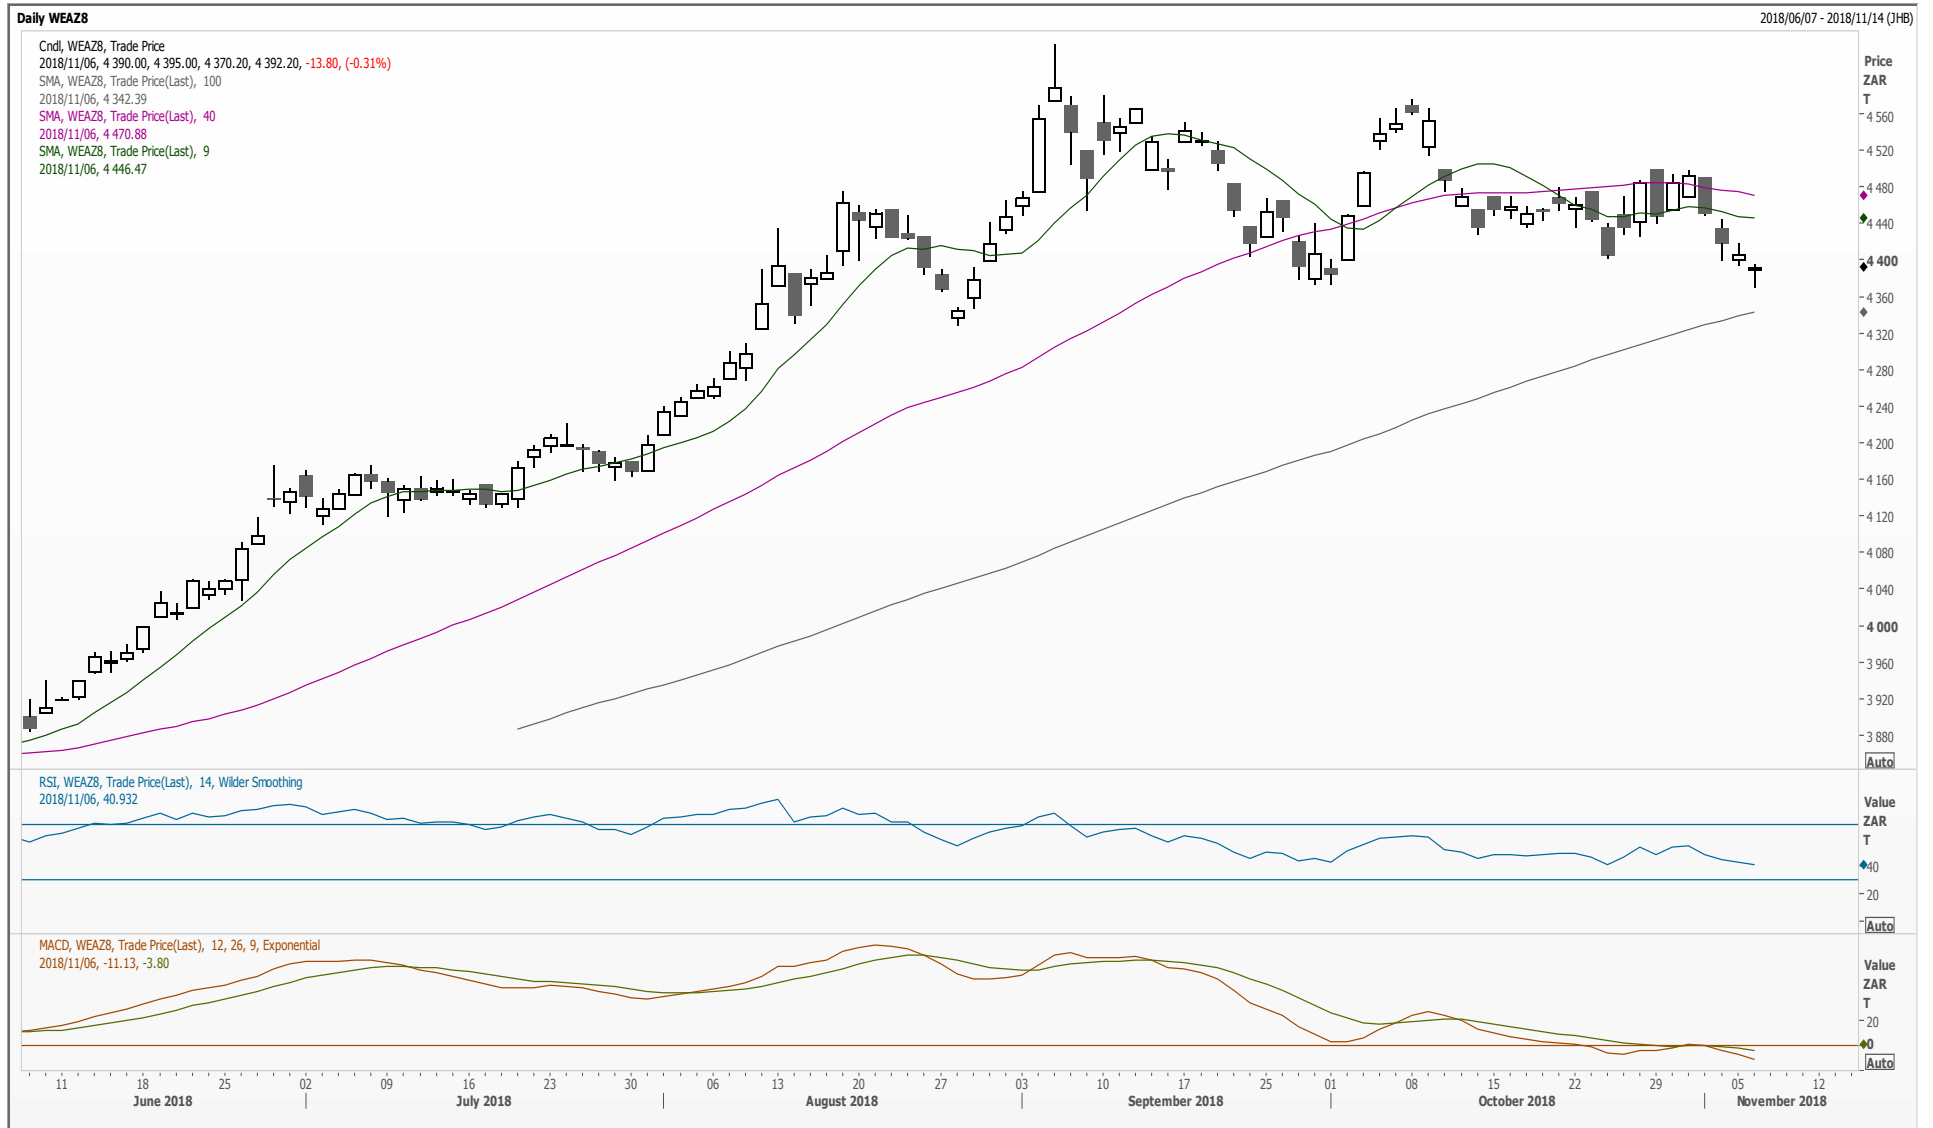 Daily WEAZ8
2018/06/07 - 2018/11/14 (JHB)
Cndl, WEAZ8, Trade Price
2018/11/06, 4 390.00, 4 395.00, 4 370.20, 4 392.20, -13.80, (-0.31%)
SMA, WEAZ8, Trade Price(Last), 100
2018/11/06, 4 342.39
SMA, WEAZ8, Trade Price(Last), 40
2018/11/06, 4 470.88
SMA, WEAZ8, Trade Price(Last), 9
2018/11/06, 4 446.47
Price
ZAR
T
4 560
4 520
4 480
4 440
4 400
4 360
4 320
4 280
4 240
4 200
4 160
4 120
4 080
4 040
4 000
3 960
3 920
3 880
Auto
RSI, WEAZ8, Trade Price(Last), 14, Wilder Smoothing
2018/11/06, 40.932
Value
ZAR
T
40
20
Auto
MACD, WEAZ8, Trade Price(Last), 12, 26, 9, Exponential
2018/11/06, -11.13, -3.80
Value
ZAR
T
20
0
Auto
11 18 25 02 09 16 23 30 06 13 20 27 03 10 17 25 01 08 15 22 29 05 12
June 2018 July 2018 August 2018 September 2018 October 2018 November 2018